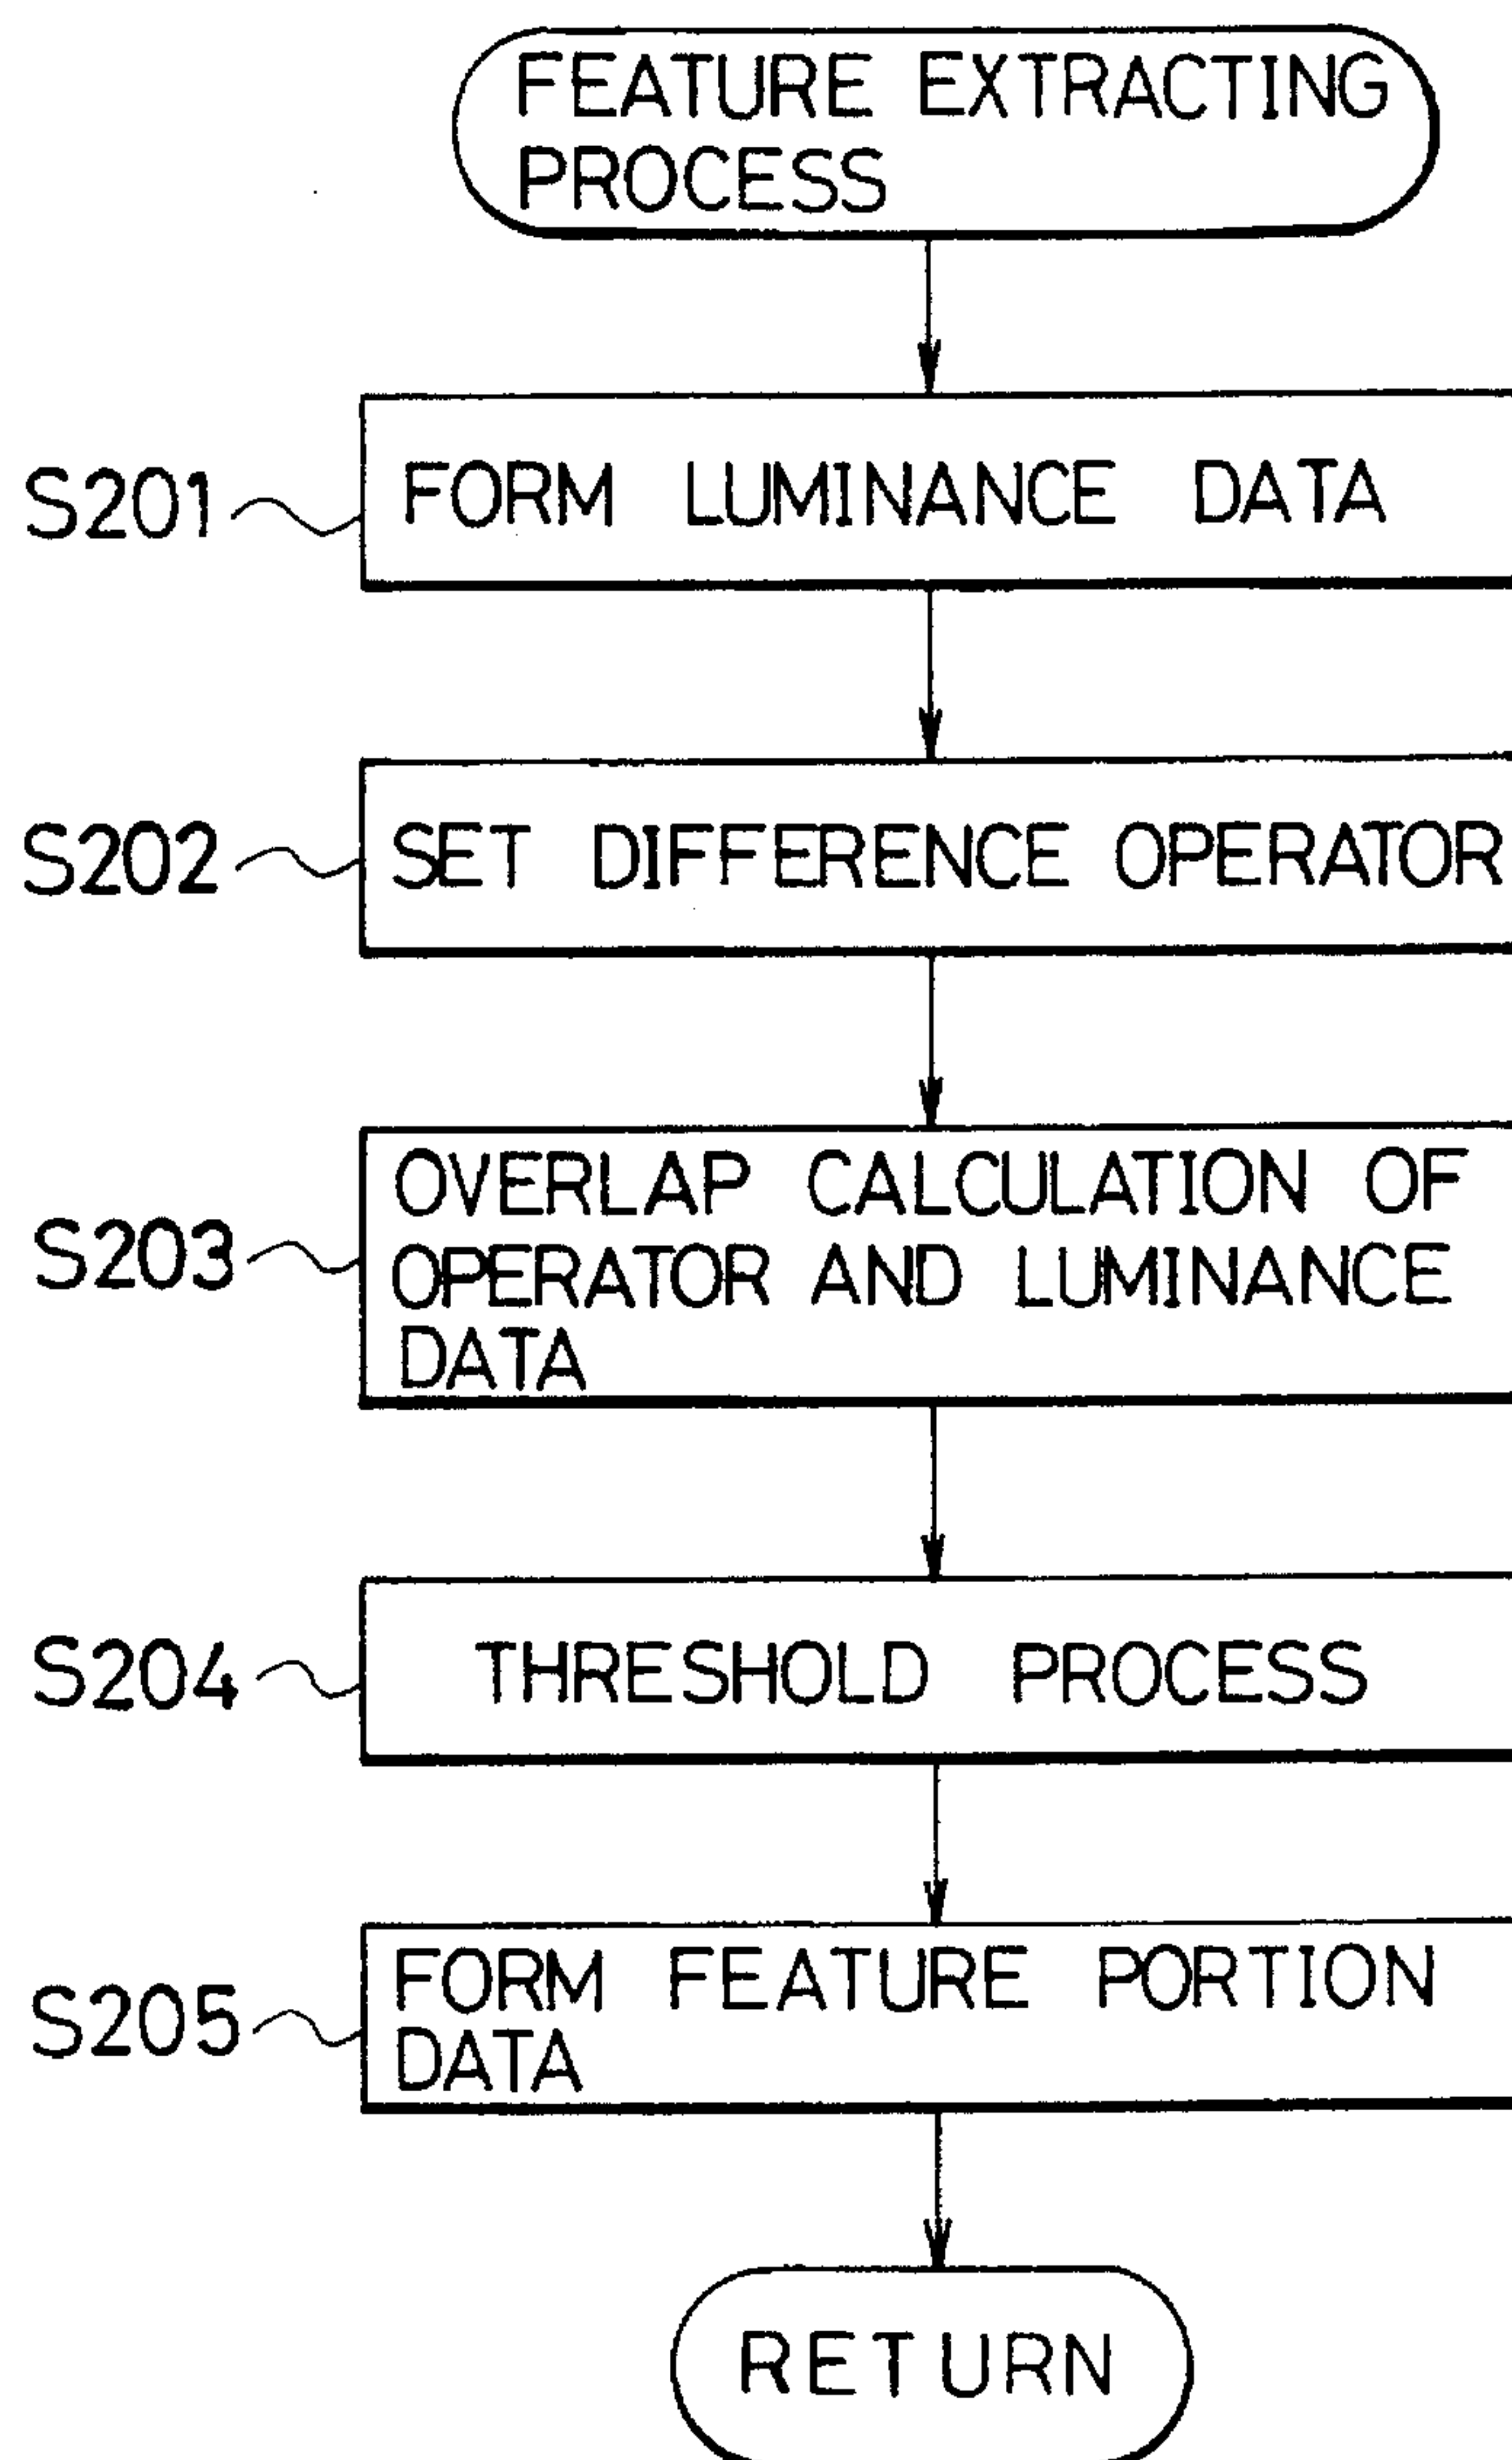 FEATURE EXTRACTING
PROCESS
S201
FORM LUMINANCE DATA
S202
SET DIFFERENCE OPERATOR
S203
OVERLAP CALCULATION OF
OPERATOR AND LUMINANCE
DATA
S204
THRESHOLD PROCESS
S205
FORM FEATURE PORTION
DATA
RETURN